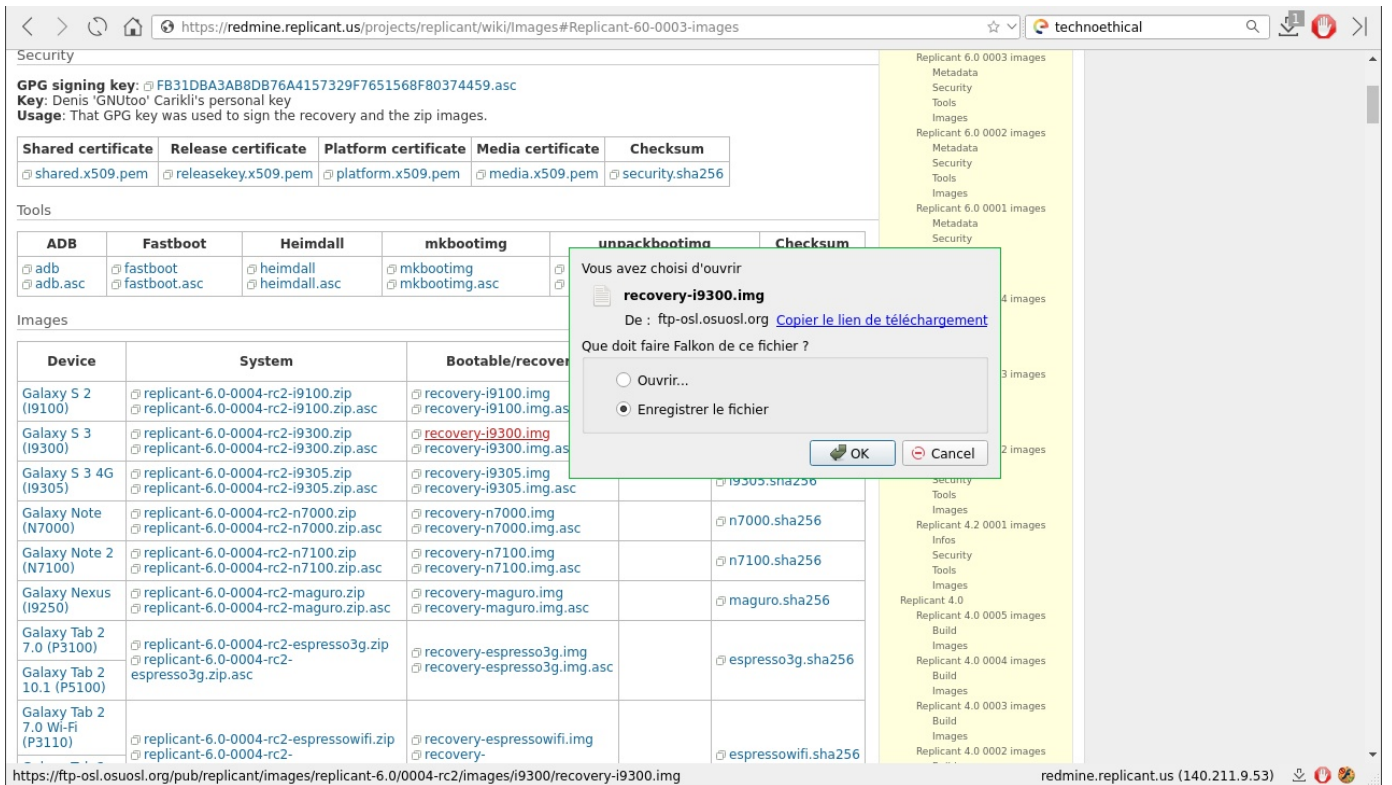 https://redmine.replicant.us/projects/replicant/wiki/Images#Replicant-60-0003-images
technoethical
1
Security
GPG signing key: FB31DBA3AB8DB76A4157329F7651568F80374459.asc
Key: Denis 'GNUtoo' Carikli's personal key
Usage: That GPG key was used to sign the recovery and the zip images.
Shared certificate Release certificate Platform certificate Media certificate Checksum
shared.x509.pem releasekey.x509.pem platform.x509.pem media.x509.pem security.sha256
Tools
ADB Fastboot Heimdall mkbootimg unpackbootimg Checksum
adb fastboot heimdall mkbootimg
adb.asc fastboot.asc heimdall.asc mkbootimg.asc
Images
Device System Bootable/recover
Galaxy S 2 (I9100)
replicant-6.0-0004-rc2-i9100.zip
replicant-6.0-0004-rc2-i9100.zip.asc
recovery-i9100.img
recovery-i9100.img.as
Galaxy S 3 (I9300)
replicant-6.0-0004-rc2-i9300.zip
replicant-6.0-0004-rc2-i9300.zip.asc
recovery-i9300.img
recovery-i9300.img.as
Galaxy S 3 4G (I9305)
replicant-6.0-0004-rc2-i9305.zip
replicant-6.0-0004-rc2-i9305.zip.asc
recovery-i9305.img
recovery-i9305.img.asc
i9305.sha256
Galaxy Note (N7000)
replicant-6.0-0004-rc2-n7000.zip
replicant-6.0-0004-rc2-n7000.zip.asc
recovery-n7000.img
recovery-n7000.img.asc
n7000.sha256
Galaxy Note 2 (N7100)
replicant-6.0-0004-rc2-n7100.zip
replicant-6.0-0004-rc2-n7100.zip.asc
recovery-n7100.img
recovery-n7100.img.asc
n7100.sha256
Galaxy Nexus (I9250)
replicant-6.0-0004-rc2-maguro.zip
replicant-6.0-0004-rc2-maguro.zip.asc
recovery-maguro.img
recovery-maguro.img.asc
maguro.sha256
Galaxy Tab 2
7.0 (P3100)
Galaxy Tab 2
10.1 (P5100)
replicant-6.0-0004-rc2-espresso3g.zip
replicant-6.0-0004-rc2-
espresso3g.zip.asc
recovery-espresso3g.img
recovery-espresso3g.img.asc
espresso3g.sha256
Galaxy Tab 2
7.0 Wi-Fi
(P3110)
replicant-6.0-0004-rc2-espressowifi.zip
replicant-6.0-0004-rc2-
recovery-espressowifi.img
recovery-
espressowifi.sha256
Vous avez choisi d'ouvrir
recovery-i9300.img
De : ftp-osl.osuosl.org Copier le lien de téléchargement
Que doit faire Falkon de ce fichier ?
Ouvrir...
Enregistrer le fichier
OK Cancel
Replicant 6.0 0003 images
Metadata
Security
Tools
Images
Replicant 6.0 0002 images
Metadata
Security
Tools
Images
Replicant 6.0 0001 images
Metadata
Security
4 images
3 images
2 images
Security
Tools
Images
Replicant 4.2 0001 images
Infos
Security
Tools
Images
Replicant 4.0
Replicant 4.0 0005 images
Build
Images
Replicant 4.0 0004 images
Build
Images
Replicant 4.0 0003 images
Build
Images
Replicant 4.0 0002 images
https://ftp-osl.osuosl.org/pub/replicant/images/replicant-6.0/0004-rc2/images/i9300/recovery-i9300.img
redmine.replicant.us (140.211.9.53)